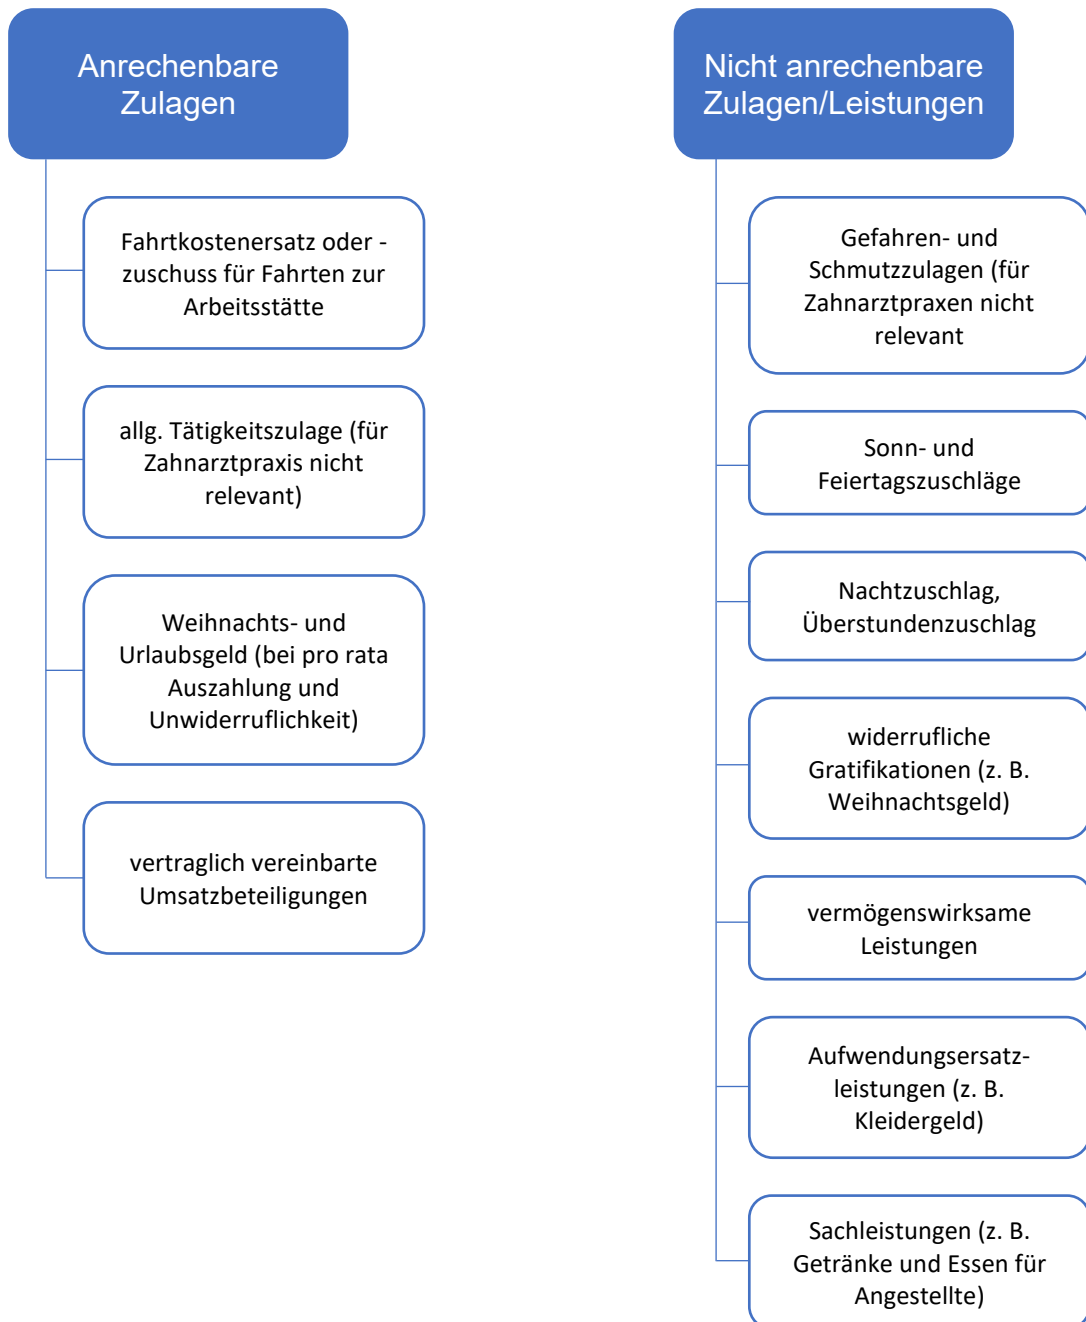 Anrechenbare
Zulagen
Fahrtkostenersatz oder -
zuschuss für Fahrten zur
Arbeitsstätte
allg. Tätigkeitszulage (für
Zahnarztpraxis nicht
relevant)
Weihnachts- und
Urlaubsgeld (bei pro rata
Auszahlung und
Unwiderruflichkeit)
vertraglich vereinbarte
Umsatzbeteiligungen
Nicht anrechenbare
Zulagen/Leistungen
Gefahren- und
Schmutzzulagen (für
Zahnarztpraxen nicht
relevant
Sonn- und
Feiertagszuschläge
Nachtzuschlag,
Überstundenzuschlag
widerrufliche
Gratifikationen (z. B.
Weihnachtsgeld)
vermögenswirksame
Leistungen
Aufwendungsersatz-
leistungen (z. B.
Kleidergeld)
Sachleistungen (z. B.
Getränke und Essen für
Angestellte)